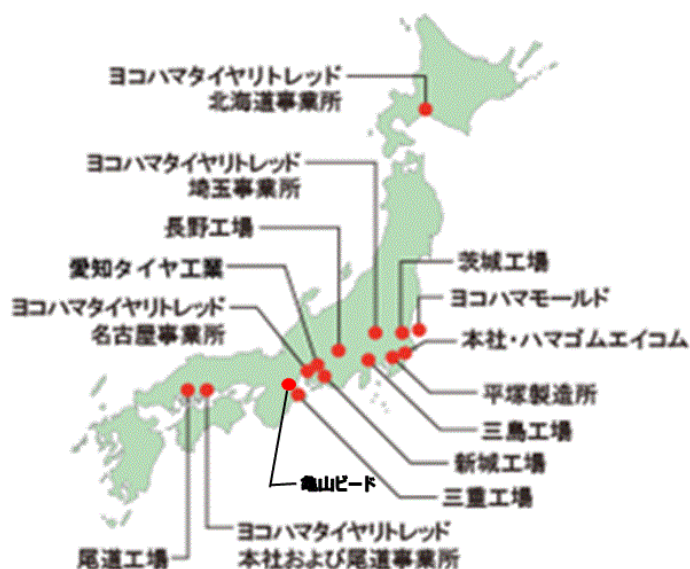 ヨコハマタイヤリトレッド
北海道事業所
ヨコハマタイヤリトレッド
埼玉事業所
長野工場
愛知タイヤ工業
ヨコハマタイヤリトレッド
名古屋事業所
茨城工場
ヨコハマモールド
本社・ハマゴムエイコム
平塚製造所
三島工場
新城工場
三重工場
亀山ビード
ヨコハマタイヤリトレッド
本社および尾道事業所
尾道工場